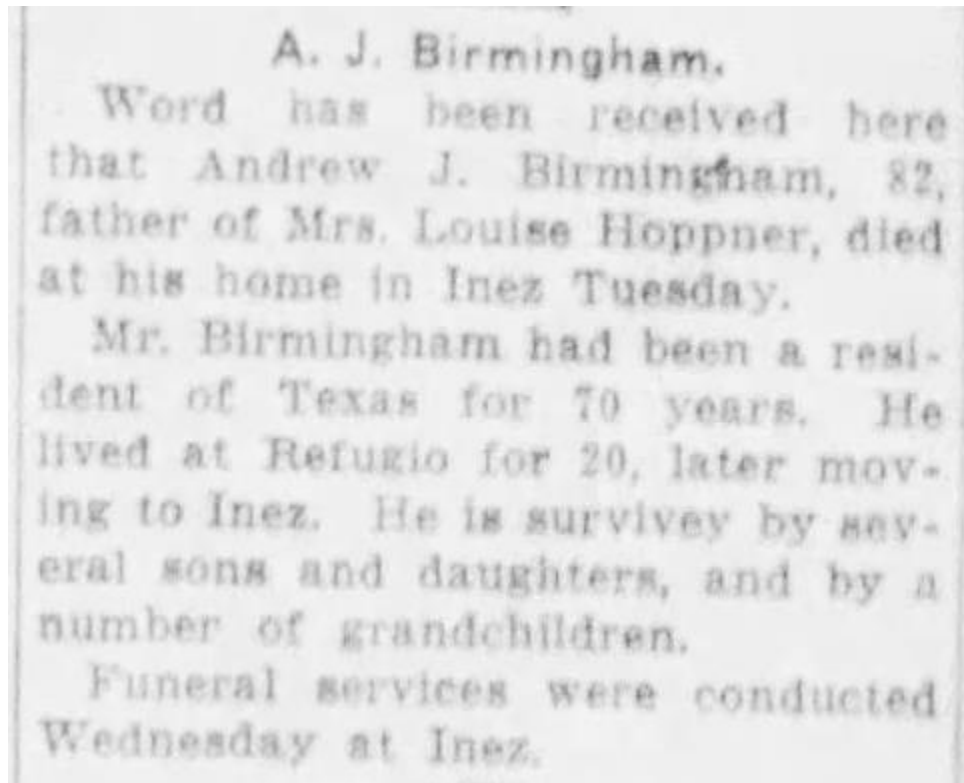 A. J. Birmingham.
Word has been received here
that Andrew J. Birmingham, 82,
father of Mrs. Louise Hoppner, died
at his home in Inez Tuesday.
Mr. Birmingham had been a resi-
dent of Texas for 70 years. He
lived at Refugio for 20, later mov-
ing to Inez. He is survivey by sev-
eral sons and daughters, and by a
number of grandchildren.
Funeral services were conducted
Wednesday at Inez.